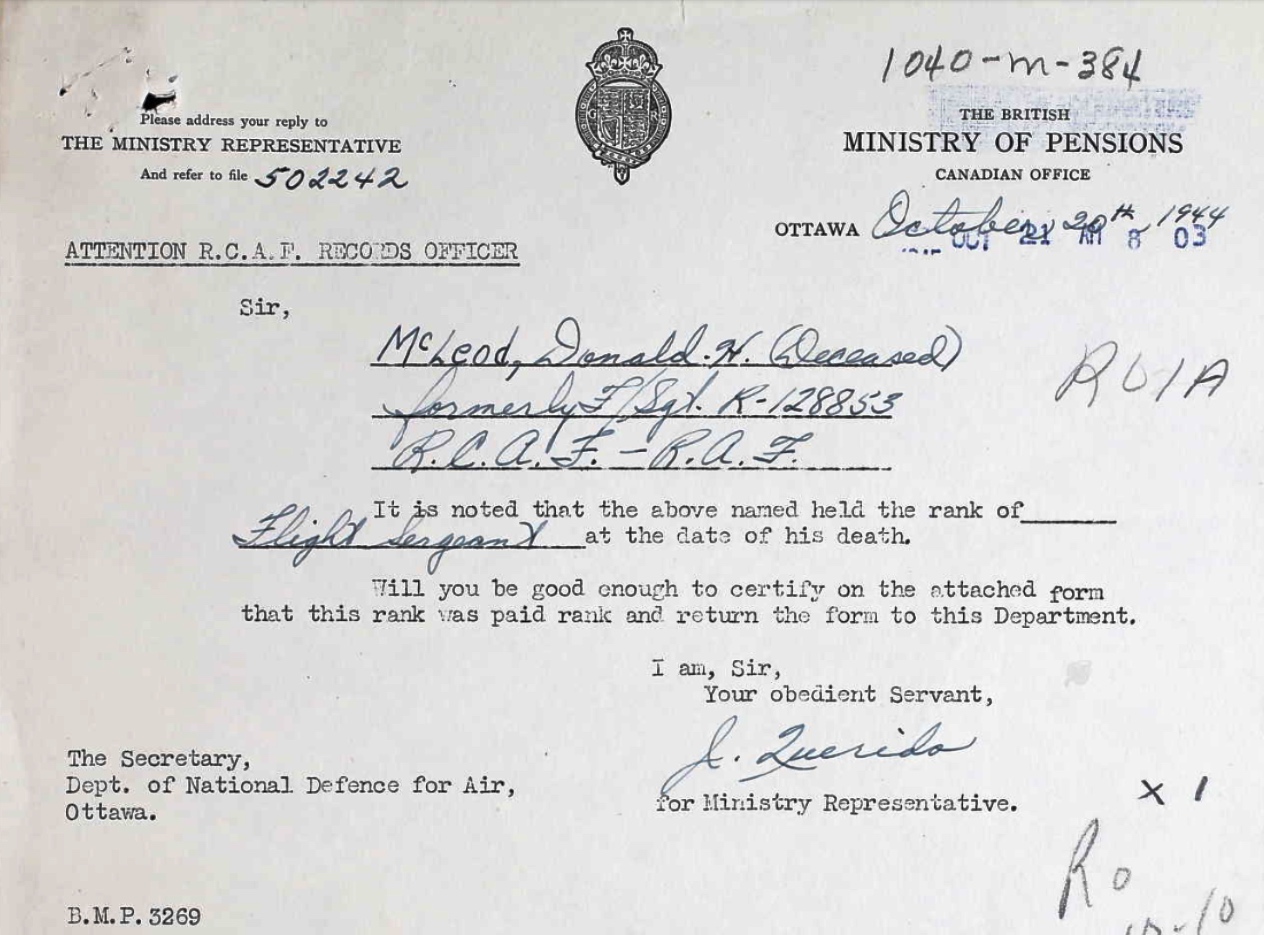 1040-M-384
Please address your reply to
THE MINISTRY REPRESENTATIVE
And refer to file 502242
THE BRITISH
MINISTRY OF PENSIONS
CANADIAN OFFICE
OTTAWA October 20th, 1944
OCT 21 AM 8 03
ATTENTION R.C.A.F. RECORDS OFFICER
Sir,
McLeod, Donald. H. (Deceased)
formerly F/Sgt. R-128853
R.C.A.F. - R.A.F.
R01A
It is noted that the above named held the rank of
Flight Sergeant at the date of his death.
Will you be good enough to certify on the attached form
that this rank was paid rank and return the form to this Department.
I am, Sir,
Your obedient Servant,
J. Querido
for Ministry Representative.
The Secretary,
Dept. of National Defence for Air,
Ottawa.
X 1
Ro
B.M.P. 3269